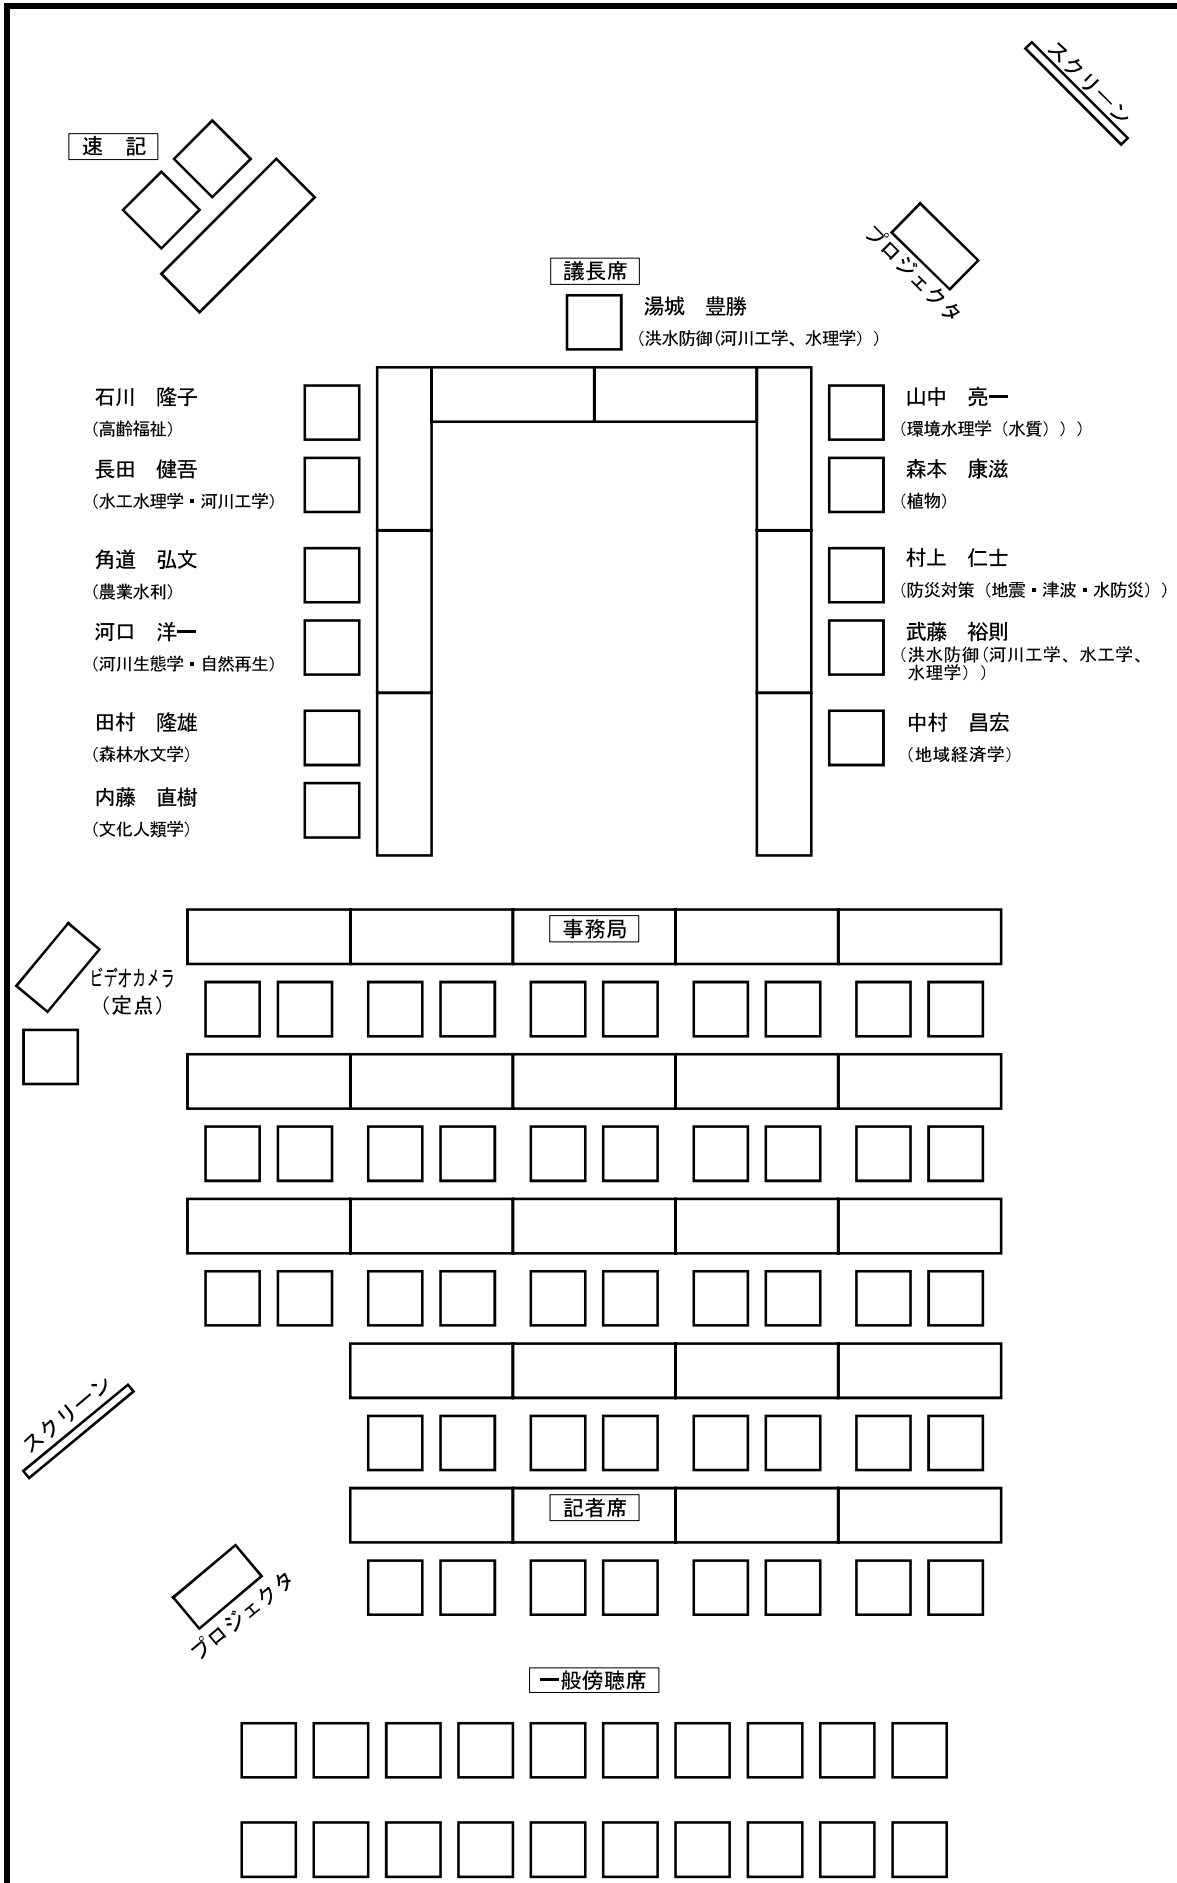 スクリーン
速　記
プロジェクタ
議長席
湯城　豊勝
（洪水防御（河川工学、水理学））
石川　隆子
（高齢福祉）
長田　健吾
（水工水理学・河川工学）
角道　弘文
（農業水利）
河口　洋一
（河川生態学・自然再生）
田村　隆雄
（森林水文学）
内藤　直樹
（文化人類学）
山中　亮一
（環境水理学（水質）））
森本　康滋
（植物）
村上　仁士
（防災対策（地震・津波・水防災））
武藤　裕則
（洪水防御（河川工学、水工学、
水理学））
中村　昌宏
（地域経済学）
事務局
ビデオカメラ
（定点）
スクリーン
記者席
プロジェクタ
一般傍聴席